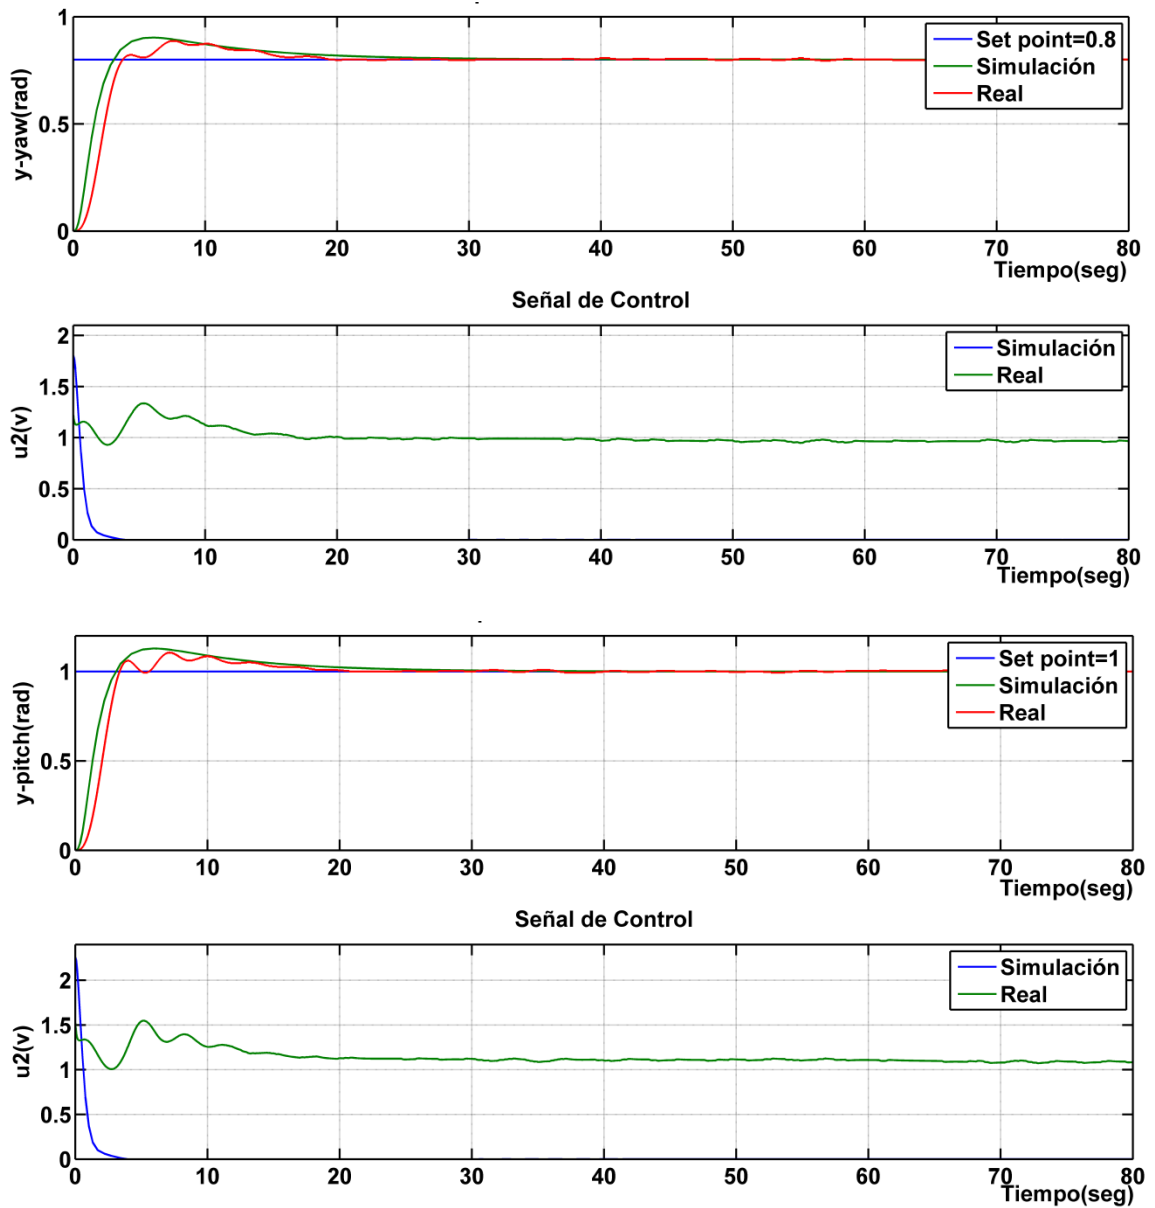 1
Set point=0.8
Simulación
Real
y-yaw(rad)
0.5
0
0 10 20 30 40 50 60 70 80
Tiempo(seg)
Señal de Control
2
Simulación
Real
1.5
u2(v)
1
0.5
0
0 10 20 30 40 50 60 70 80
Tiempo(seg)
Set point=1
Simulación
Real
1
y-pitch(rad)
0.5
0
0 10 20 30 40 50 60 70 80
Tiempo(seg)
Señal de Control
Simulación
Real
2
1.5
u2(v)
1
0.5
0
0 10 20 30 40 50 60 70 80
Tiempo(seg)